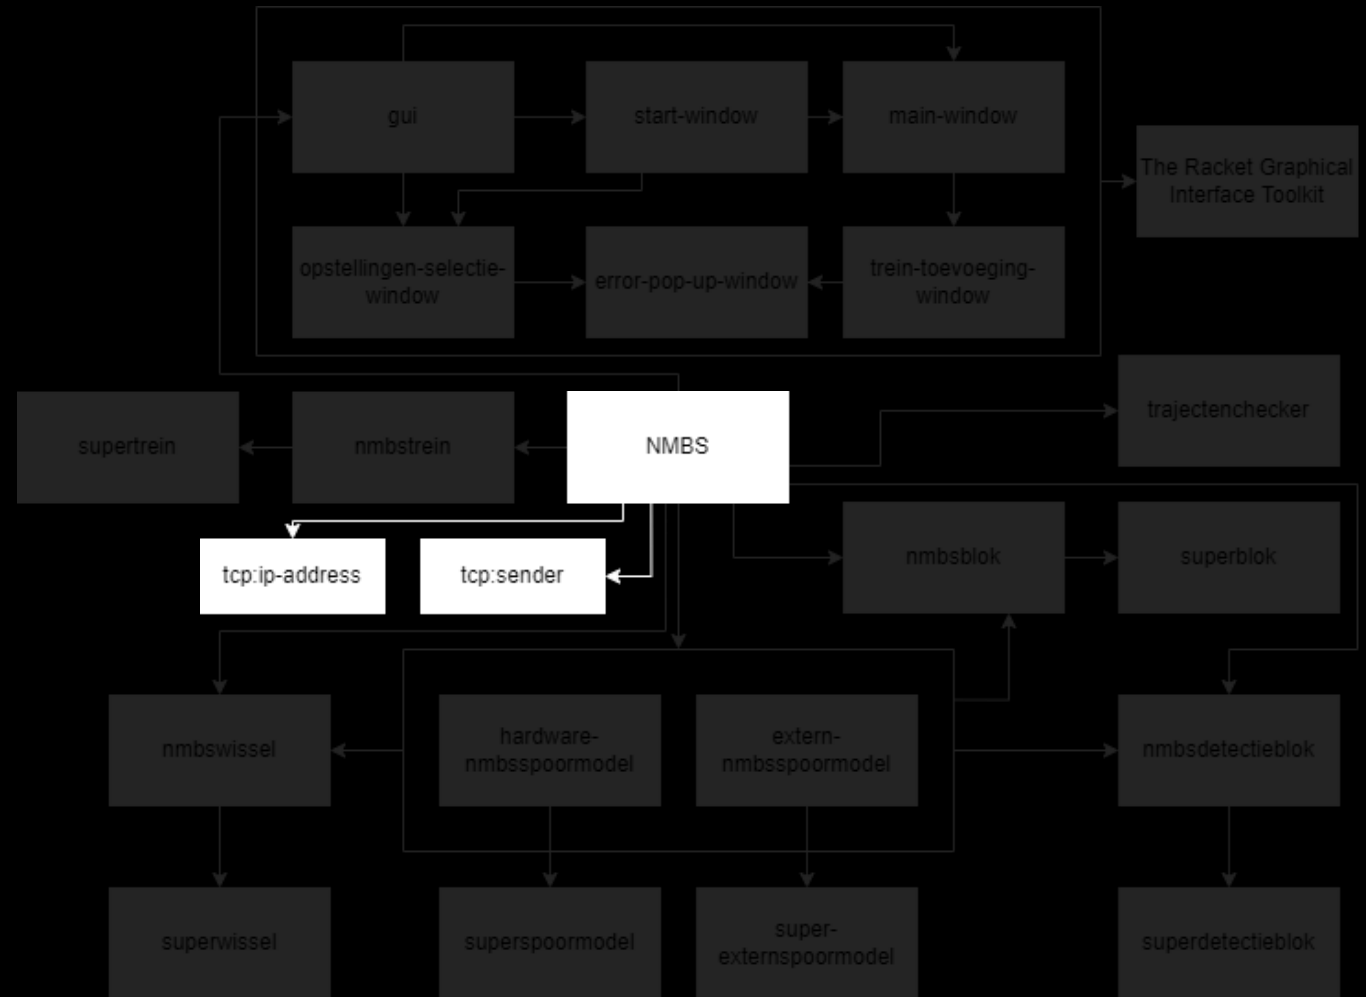 gui
start-window
main-window
The Racket Graphical
Interface Toolkit
opstellingen-selectie-
window
error-pop-up-window
trein-toevoeging-
window
supertrein
nmbstrein
NMBS
trajectenchecker
tcp:ip-address
tcp:sender
nmbsblok
superblok
nmbswissel
hardware-
nmbsspoormodel
extern-
nmbsspoormodel
nmbsdetectieblok
superwissel
superspoormodel
super-
externspoormodel
superdetectieblok